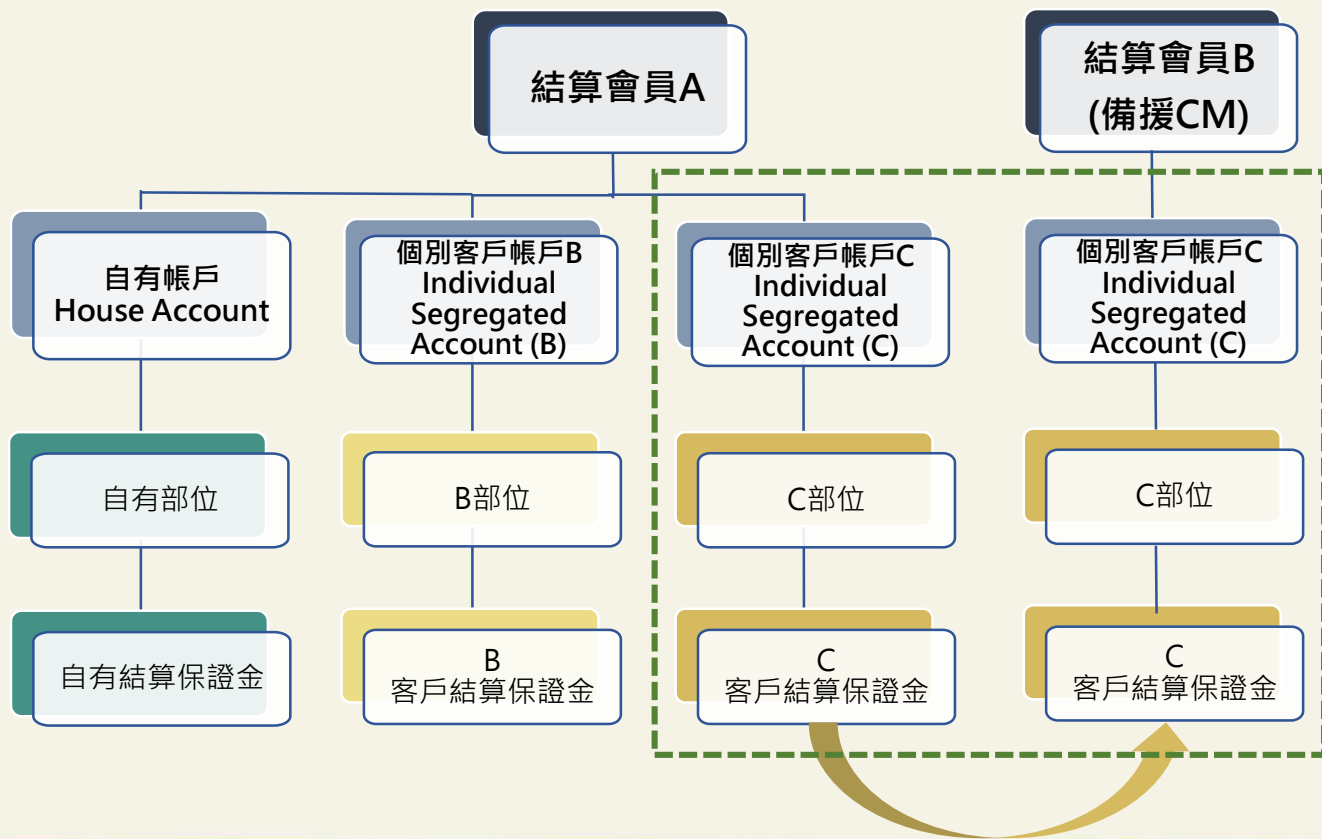 結算會員A
結算會員B
(備援CM)
自有帳戶
House Account
個別客戶帳戶B
Individual
Segregated
Account (B)
個別客戶帳戶C
Individual
Segregated
Account (C)
個別客戶帳戶C
Individual
Segregated
Account (C)
自有部位
B部位
C部位
C部位
自有結算保證金
B
客戶結算保證金
C
客戶結算保證金
C
客戶結算保證金